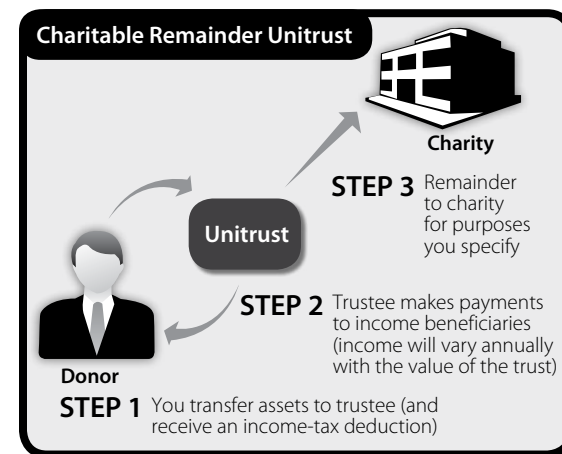 Charitable Remainder Unitrust
Charity
STEP 3 Remainder
to charity
for purposes
you specify
Unitrust
STEP 2 Trustee makes payments
to income beneficiaries
(income will vary annually
with the value of the trust)
Donor
STEP 1 You transfer assets to trustee (and
receive an income-tax deduction)